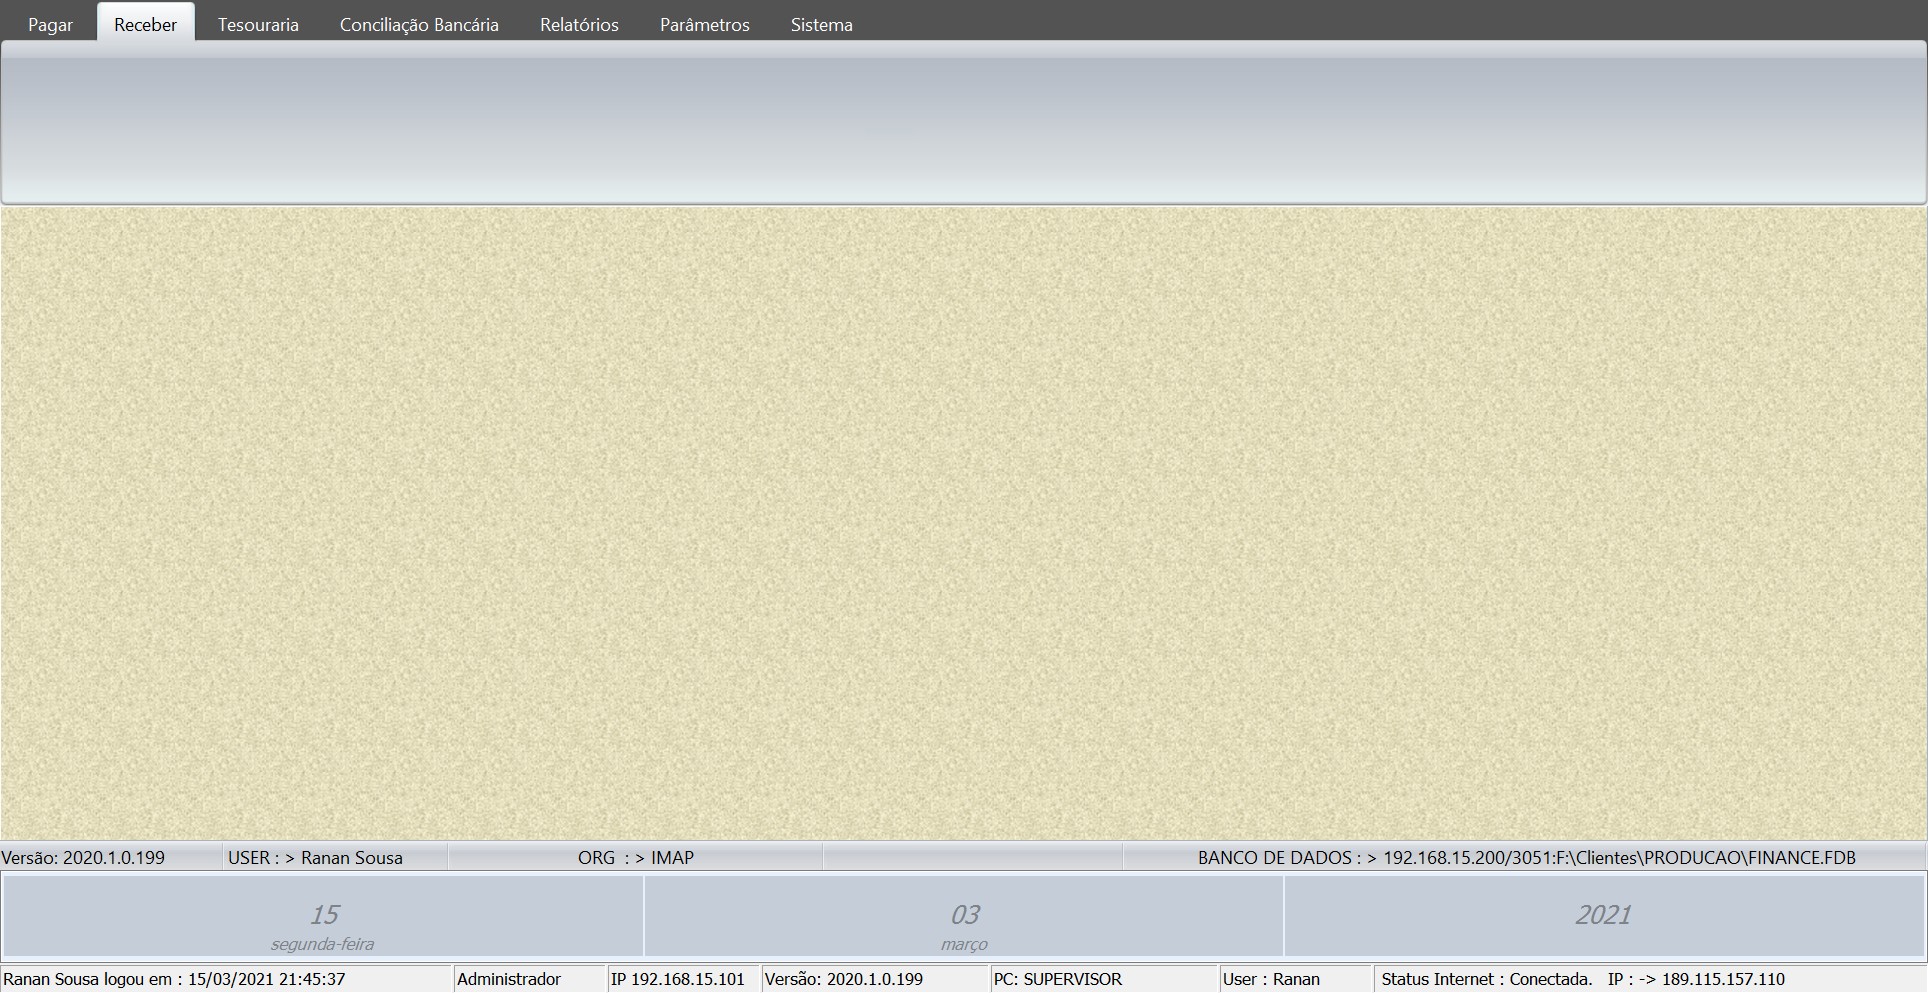 Pagar Receber Tesouraria Conciliação Bancária Relatórios Parâmetros Sistema
Versão: 2020.1.0.199 USER : > Ranan Sousa ORG : > IMAP BANCO DE DADOS : > 192.168.15.200/3051:F:\Clientes\PRODUCAO\FINANCE.FDB
15 03 2021
segunda-feira março
Ranan Sousa logou em : 15/03/2021 21:45:37 Administrador IP 192.168.15.101 Versão: 2020.1.0.199 PC: SUPERVISOR User : Ranan Status Internet : Conectada. IP : -> 189.115.157.110